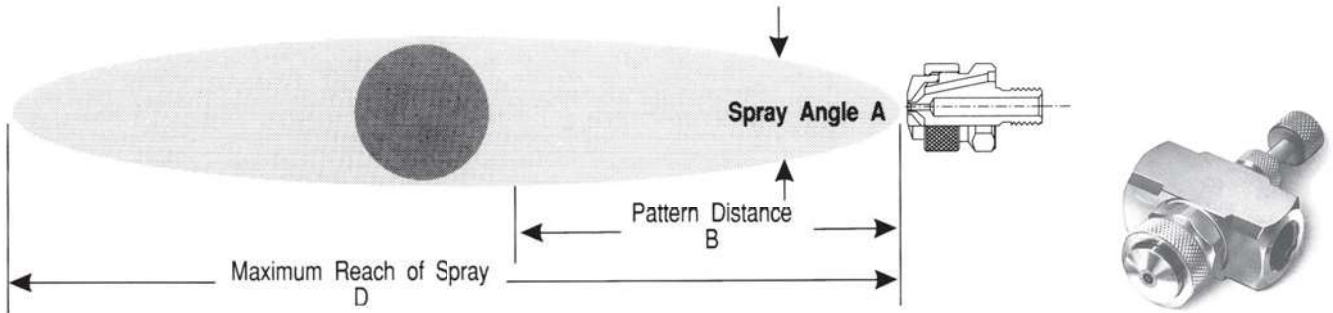 Spray Angle A
Pattern Distance
B
Maximum Reach of Spray
D